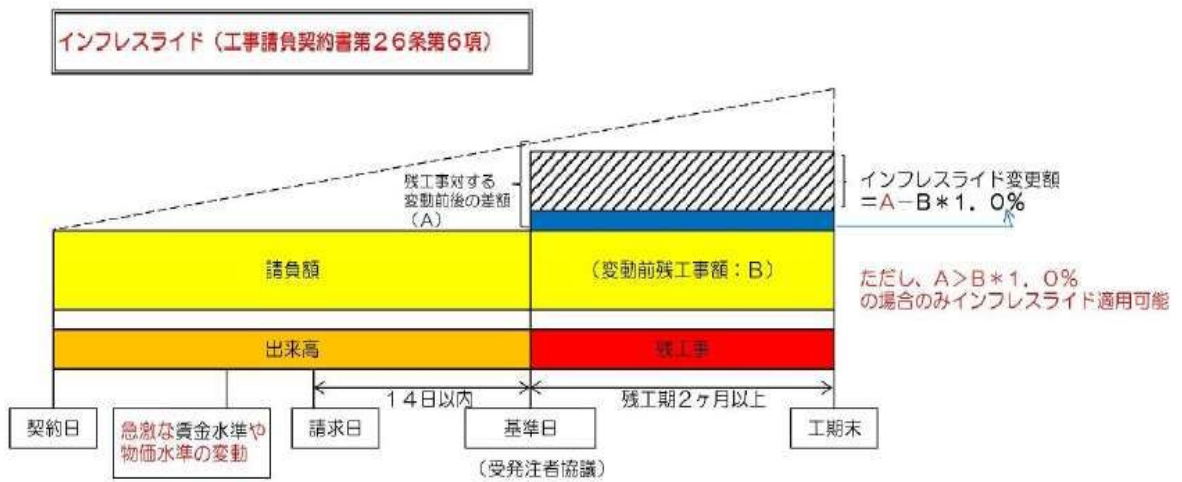 インフレスライド（工事請負契約書第２６条第６項）
残工事対する
変動前後の差額
（A）
インフレスライド変更額
＝A－B＊１．０％
請負額
（変動前残工事額：B）
ただし、A＞B＊１．０％
の場合のみインフレスライド適用可能
出来高
残工事
１４日以内
残工期２ヶ月以上
契約日
急激な賃金水準や
物価水準の変動
請求日
基準日
工期末
（受発注者協議）